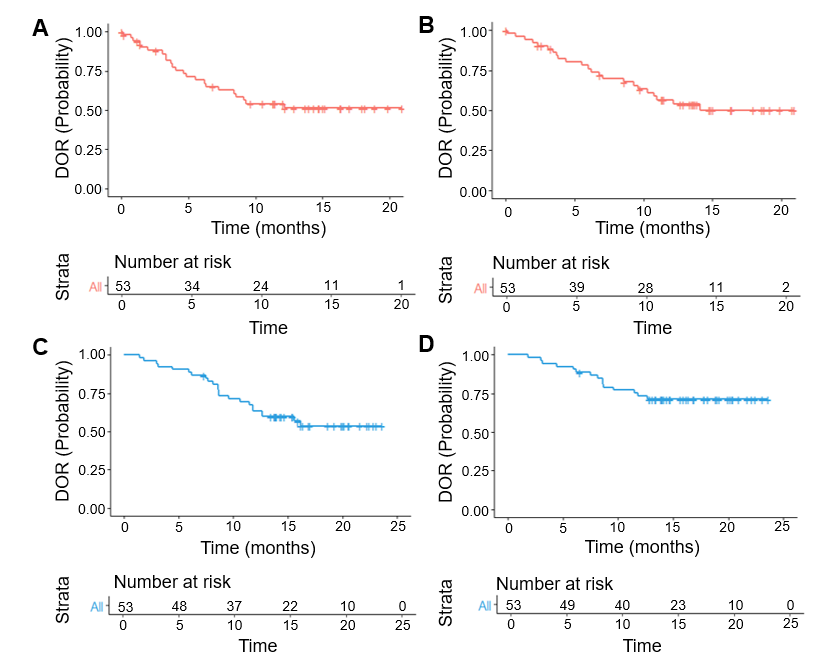 A
DOR (Probability)
1.00
0.75
0.50
0.25
0.00
0 5 10 15 20
Time (months)
Strata
Number at risk
All 53 34 24 11 1
0 5 10 15 20
Time
B
DOR (Probability)
1.00
0.75
0.50
0.25
0.00
0 5 10 15 20
Time (months)
Strata
Number at risk
All 53 39 28 11 2
0 5 10 15 20
Time
C
DOR (Probability)
1.00
0.75
0.50
0.25
0.00
0 5 10 15 20 25
Time (months)
Strata
Number at risk
All 53 48 37 22 10 0
0 5 10 15 20 25
Time
D
DOR (Probability)
1.00
0.75
0.50
0.25
0.00
0 5 10 15 20 25
Time (months)
Strata
Number at risk
All 53 49 40 23 10 0
0 5 10 15 20 25
Time